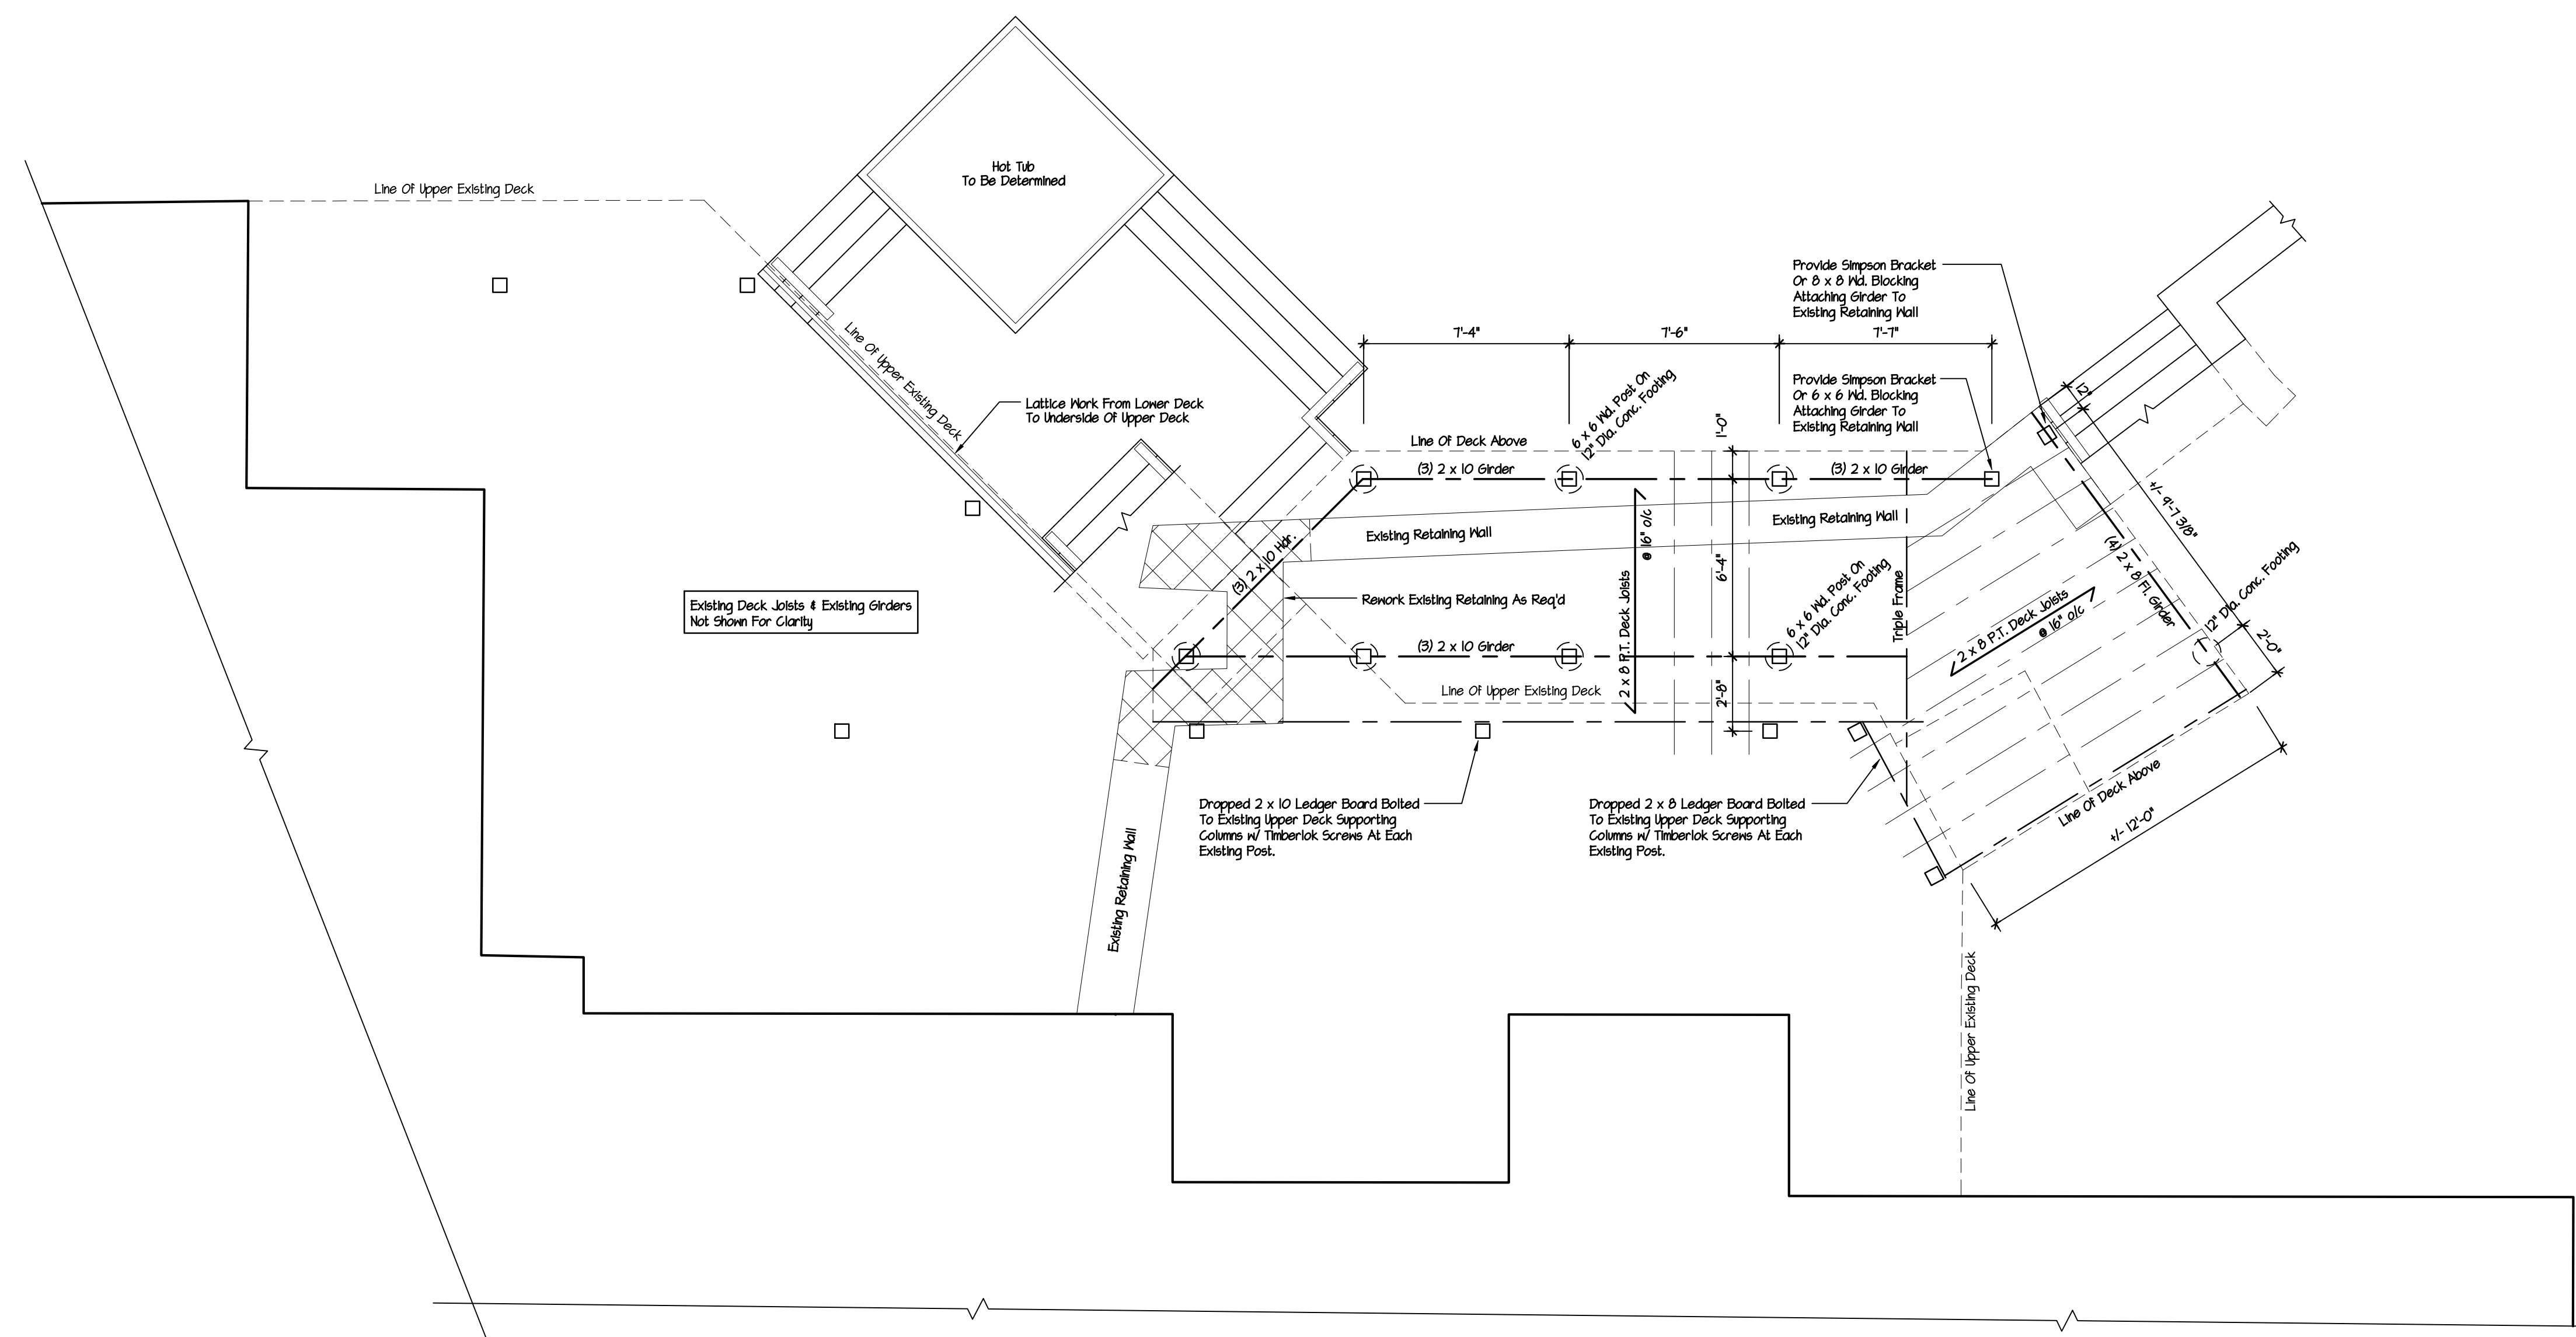 Hot Tub
To Be Determined
Line Of Upper Existing Deck
Line Of Upper Existing Deck
Lattice Work From Lower Deck
To Underside Of Upper Deck
Existing Deck Joists & Existing Girders
Not Shown For Clarity
7'-4"
7'-6"
7'-7"
Provide Simpson Bracket
Or 8 x 8 Wd. Blocking
Attaching Girder To
Existing Retaining Wall
Provide Simpson Bracket
Or 6 x 6 Wd. Blocking
Attaching Girder To
Existing Retaining Wall
6 x 6 Wd. Post On
12" Dia. Conc. Footing
Line Of Deck Above
1'-0"
(3) 2 x 10 Girder
(3) 2 x 10 Girder
Existing Retaining Wall
Existing Retaining Wall
(3) 2 x 10 Hdr.
Rework Existing Retaining As Req'd
2 x 8 P.T. Deck Joists
@ 16" o/c
6'-4"
6 x 6 Wd. Post On
12" Dia. Conc. Footing
Triple Frame
(3) 2 x 10 Girder
Line Of Upper Existing Deck
2'-8"
12"
+/- 9'-7 3/8"
(4) 2 x 8 Fl. Girder
12" Dia. Conc. Footing
2'-0"
2 x 8 P.T. Deck Joists
@ 16" o/c
Line Of Deck Above
+/- 12'-0"
Dropped 2 x 10 Ledger Board Bolted
To Existing Upper Deck Supporting
Columns w/ Timberlok Screws At Each
Existing Post.
Dropped 2 x 8 Ledger Board Bolted
To Existing Upper Deck Supporting
Columns w/ Timberlok Screws At Each
Existing Post.
Existing Retaining Wall
Line Of Upper Existing Deck